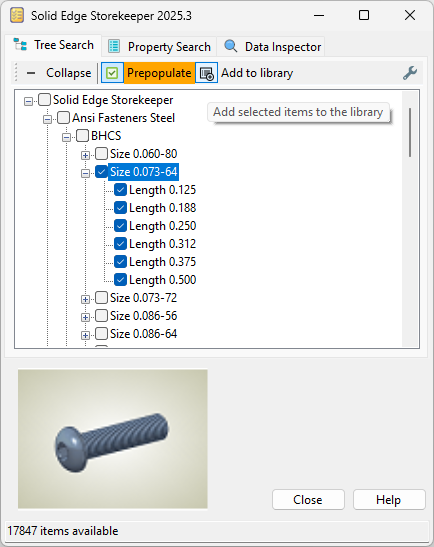 Solid Edge Storekeeper 2025.3
Tree Search
Property Search
Data Inspector
Collapse
Prepopulate
Add to library
Add selected items to the library
Solid Edge Storekeeper
Ansi Fasteners Steel
BHCS
Size 0.060-80
Size 0.073-64
Length 0.125
Length 0.188
Length 0.250
Length 0.312
Length 0.375
Length 0.500
Size 0.073-72
Size 0.086-56
Size 0.086-64
Close
Help
17847 items available